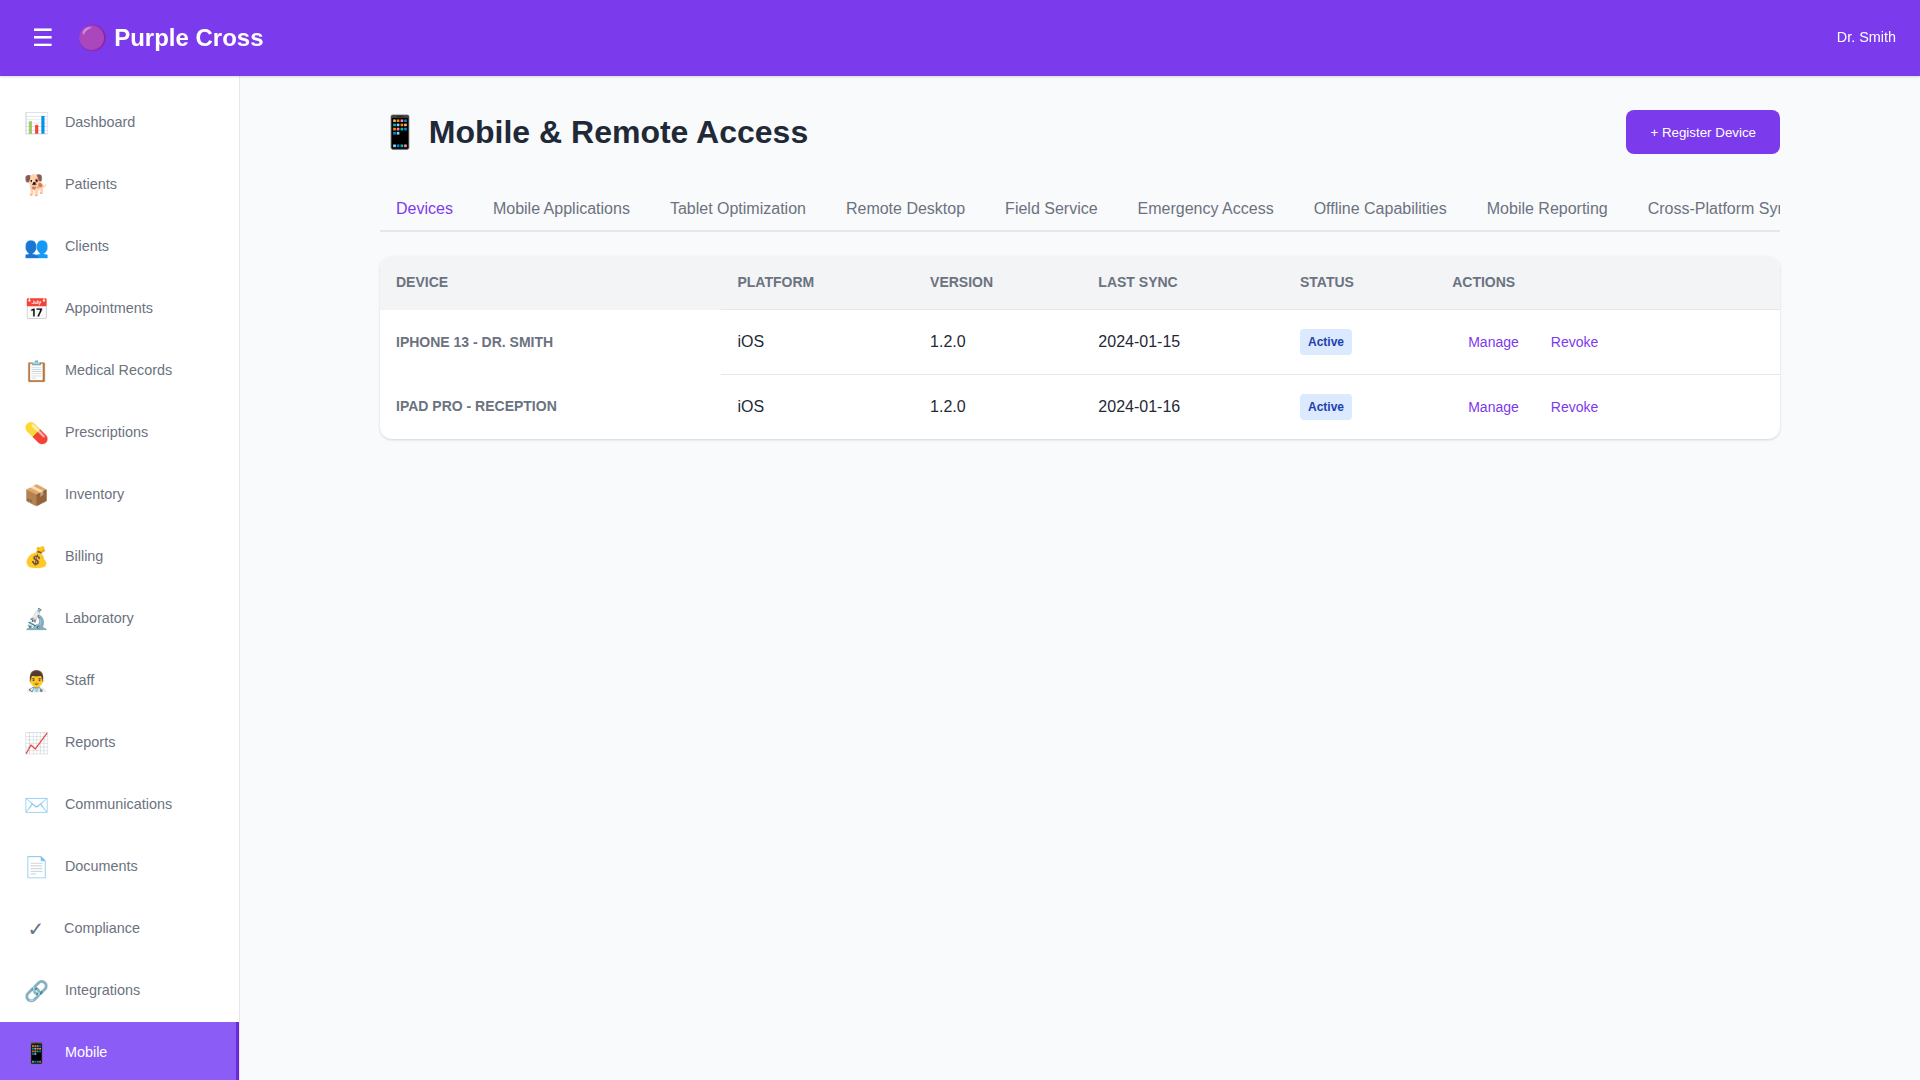 ☰ 🟣 Purple Cross
Dr. Smith
Dashboard
Patients
Clients
Appointments
Medical Records
Prescriptions
Inventory
Billing
Laboratory
Staff
Reports
Communications
Documents
Compliance
Integrations
Mobile
📱 Mobile & Remote Access
+ Register Device
Devices Mobile Applications Tablet Optimization Remote Desktop Field Service Emergency Access Offline Capabilities Mobile Reporting Cross-Platform
DEVICE PLATFORM VERSION LAST SYNC STATUS ACTIONS
IPHONE 13 - DR. SMITH iOS 1.2.0 2024-01-15 Active Manage Revoke
IPAD PRO - RECEPTION iOS 1.2.0 2024-01-16 Active Manage Revoke